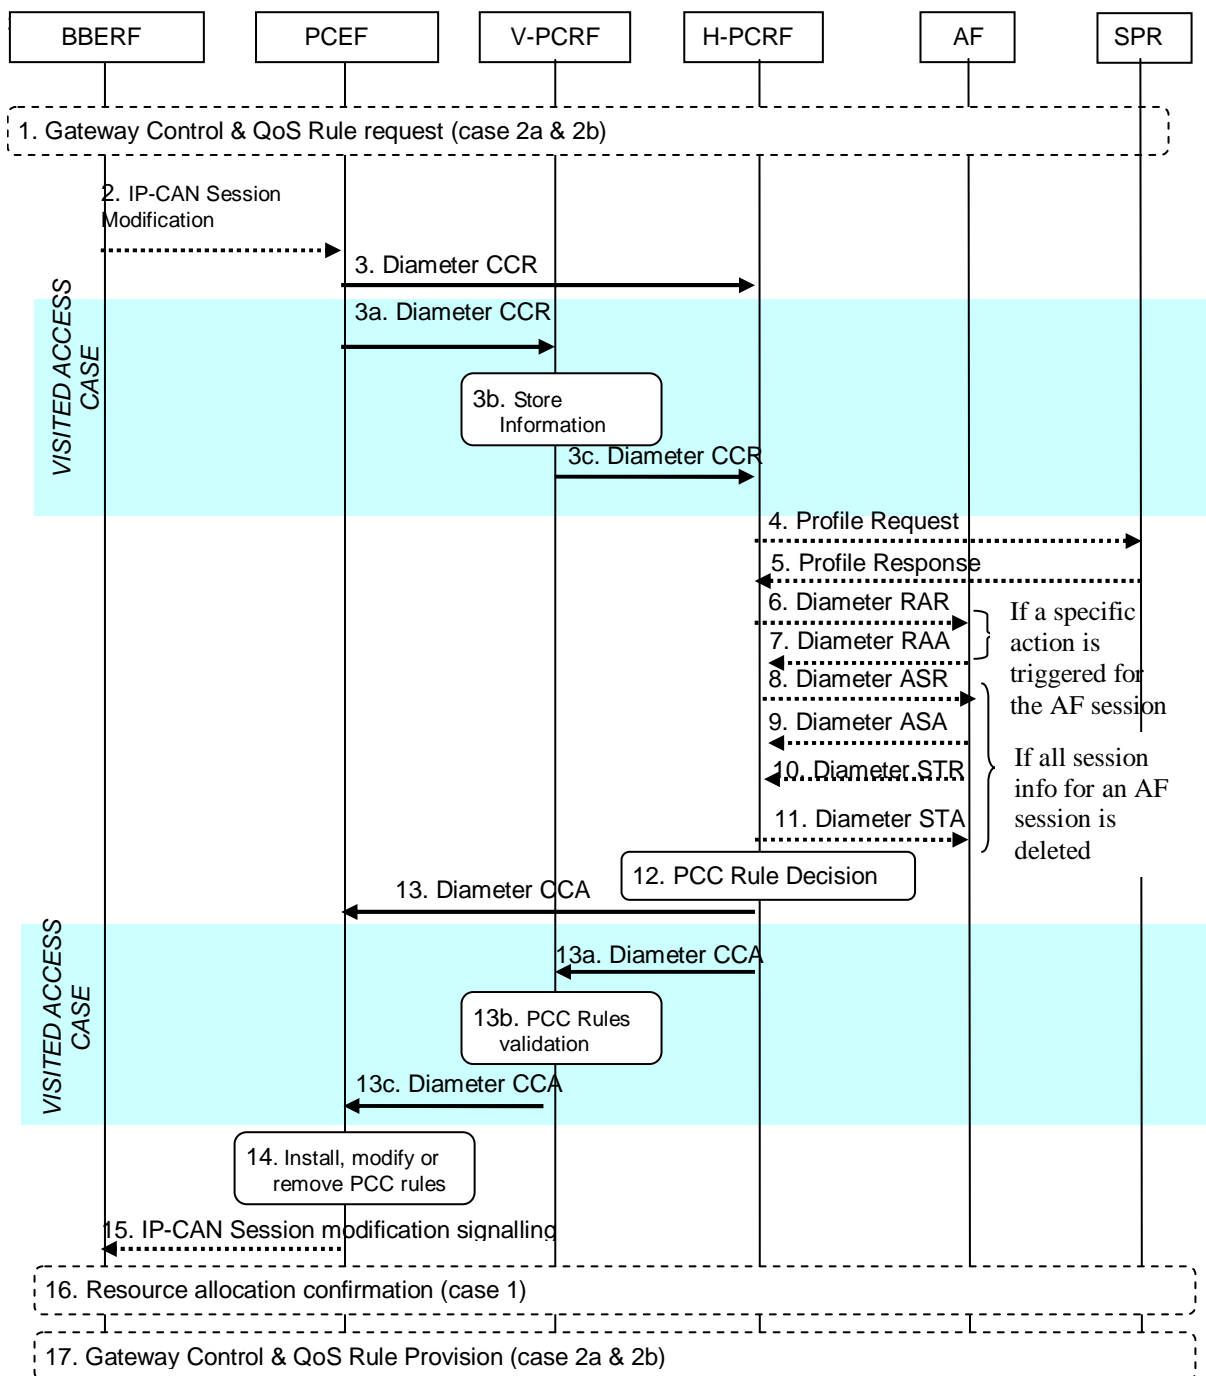 BBERF
PCEF
V-PCRF
H-PCRF
AF
SPR
1. Gateway Control & QoS Rule request (case 2a & 2b)
2. IP-CAN Session
Modification
3. Diameter CCR
VISITED ACCESS
CASE
3a. Diameter CCR
3b. Store
Information
3c. Diameter CCR
4. Profile Request
5. Profile Response
6. Diameter RAR
7. Diameter RAA
If a specific
action is
triggered for
the AF session
8. Diameter ASR
9. Diameter ASA
10. Diameter STR
11. Diameter STA
If all session
info for an AF
session is
deleted
12. PCC Rule Decision
13. Diameter CCA
VISITED ACCESS
CASE
13a. Diameter CCA
13b. PCC Rules
validation
13c. Diameter CCA
14. Install, modify or
remove PCC rules
15. IP-CAN Session modification signalling
16. Resource allocation confirmation (case 1)
17. Gateway Control & QoS Rule Provision (case 2a & 2b)